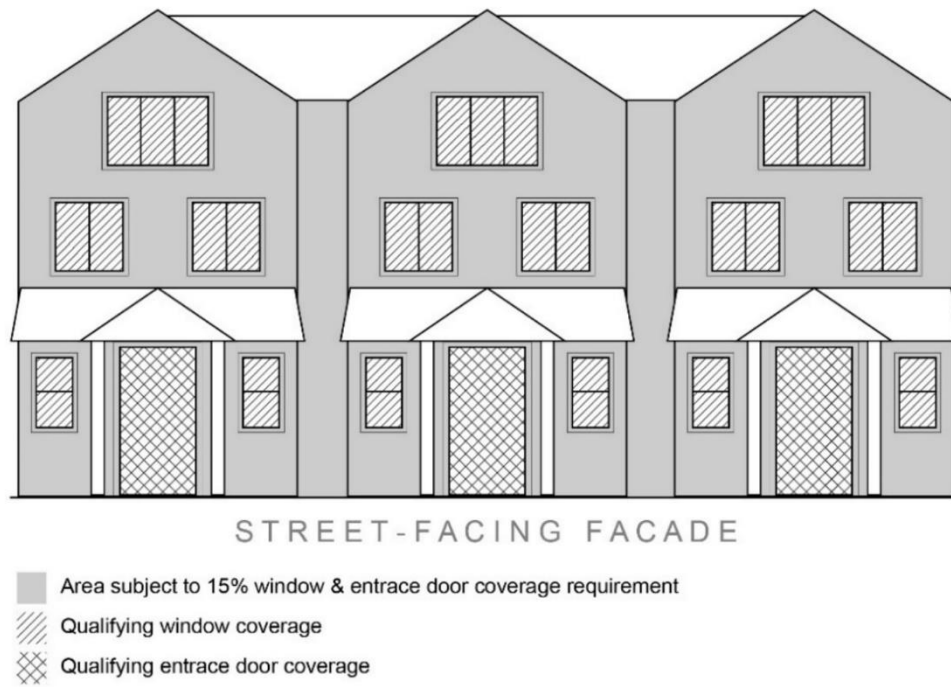 STREET-FACING FACADE
Area subject to 15% window & entrace door coverage requirement
Qualifying window coverage
Qualifying entrace door coverage